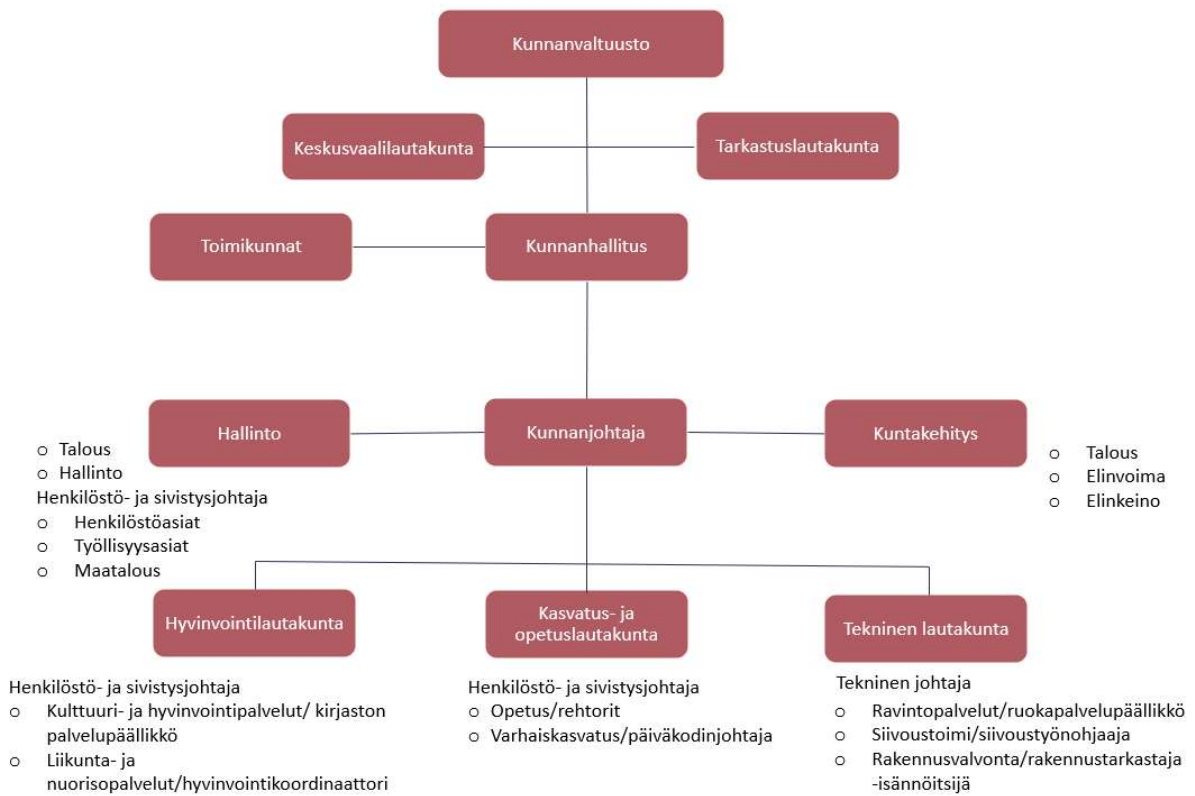 Kunnanvaltuusto
Keskusvaalilautakunta
Tarkastuslautakunta
Toimikunnat
Kunnanhallitus
Hallinto
Kunnanjohtaja
Kuntakehitys
o Talous
o Hallinto
Henkilöstö- ja sivistysjohtaja
o Henkilöstöasiat
o Työllisyysasiat
o Maatalous
o Talous
o Elinvoima
o Elinkeino
Hyvinvointilautakunta
Kasvatus- ja
opetuslautakunta
Tekninen lautakunta
Henkilöstö- ja sivistysjohtaja
o Kulttuuri- ja hyvinvointipalvelut/ kirjaston
palvelupäällikkö
o Liikunta- ja
nuorisopalvelut/hyvinvointikoordinaattori
Henkilöstö- ja sivistysjohtaja
o Opetus/rehtorit
o Varhaiskasvatus/päiväkodinjohtaja
Tekninen johtaja
o Ravintopalvelut/ruokapalvelupäällikkö
o Siivoustoimi/siivoustyönohjaaja
o Rakennusvalvonta/rakennustarkastaja
-isännöitsijä